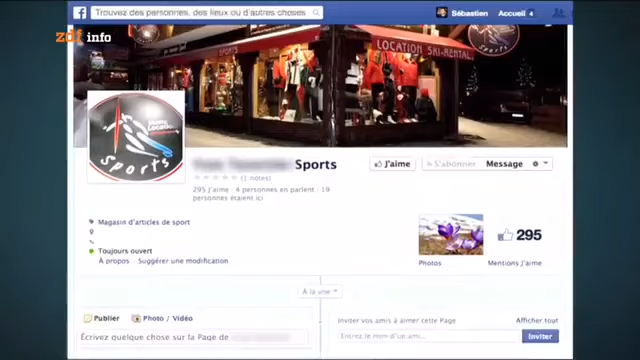 zdf info
Trouvez des personnes, des lieux ou d'autres choses
Sébastien Accueil 4
SPORTS
LOCATION SKI-RENTAL
Location
Sports
Sports
J'aime
S'abonner
Message
(1 notes)
295 J'aime · 4 personnes en parlent · 19
personnes étaient ici
Magasin d'articles de sport
Toujours ouvert
À propos - Suggérer une modification
295
Photos
Mentions J'aime
À la une
Publier
Photo / Vidéo
Écrivez quelque chose sur la Page de
Inviter vos amis à aimer cette Page
Afficher tout
Entrez le nom d'un ami...
Inviter